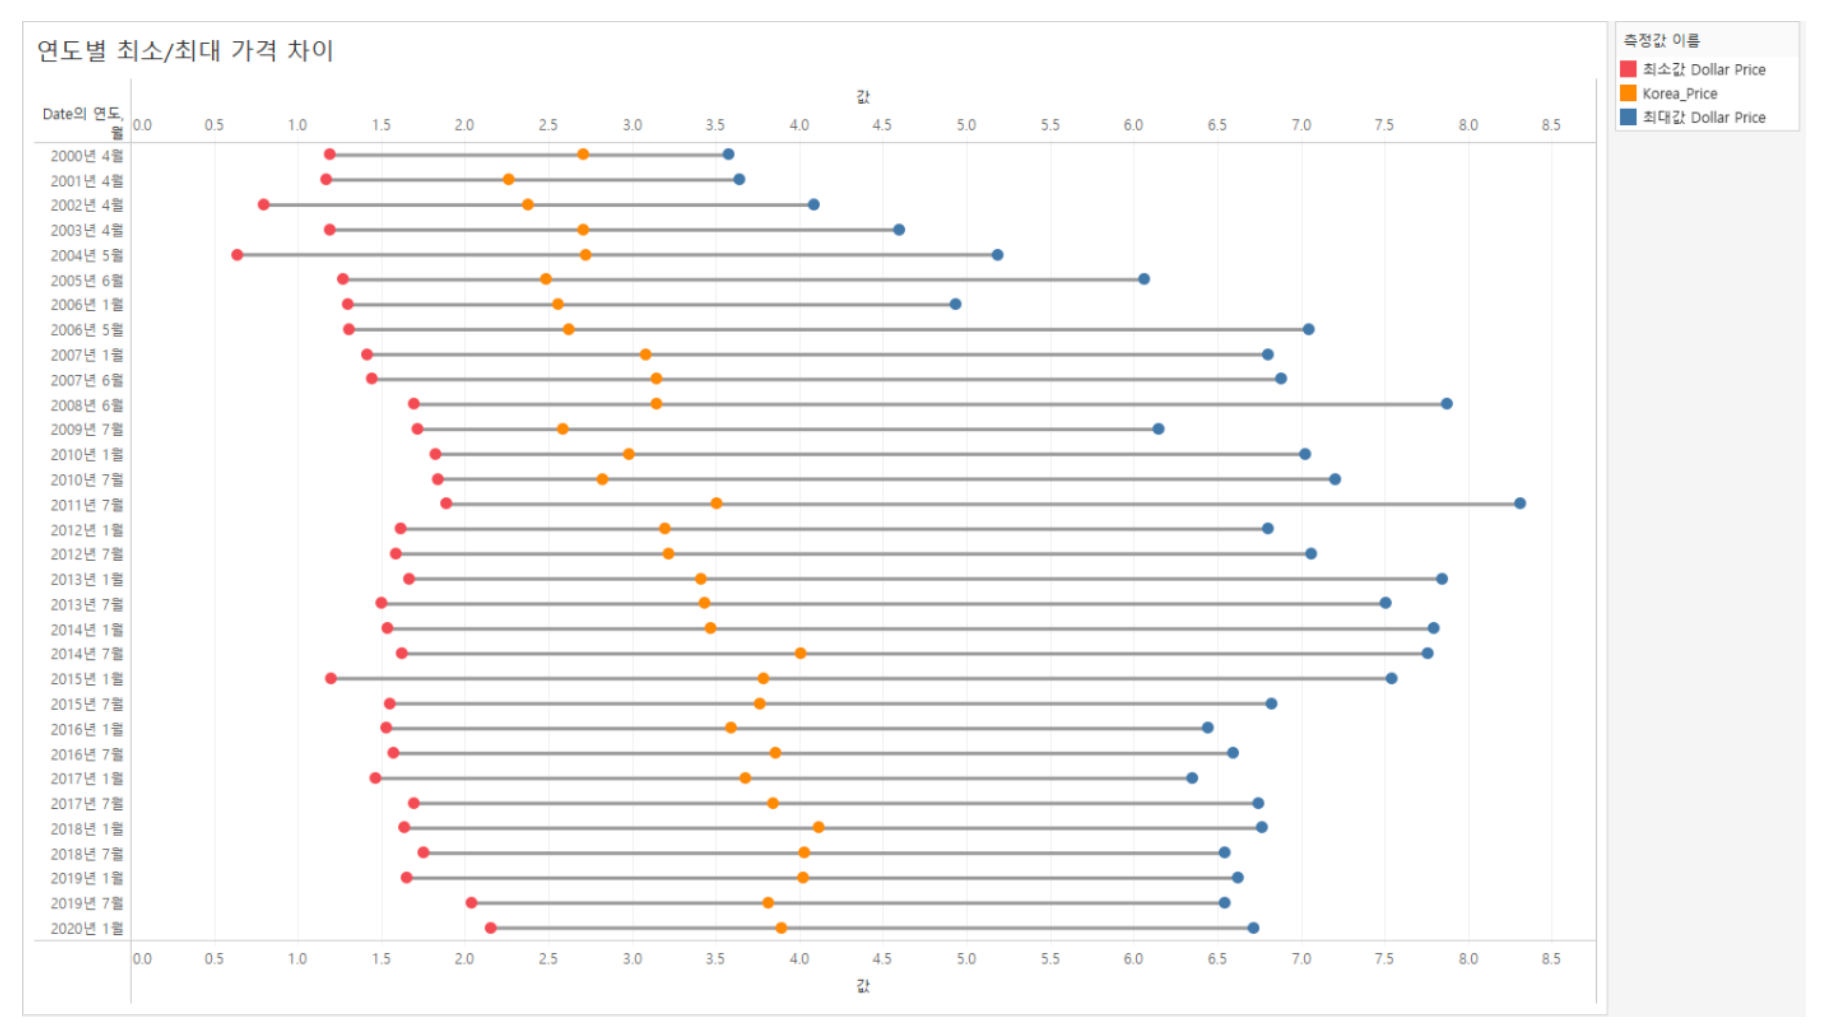 연도별 최소/최대 가격 차이
측정값 이름
최소값 Dollar Price
Korea_Price
최대값 Dollar Price
값
Date의 연도,
월
0.0 0.5 1.0 1.5 2.0 2.5 3.0 3.5 4.0 4.5 5.0 5.5 6.0 6.5 7.0 7.5 8.0 8.5
2000년 4월
2001년 4월
2002년 4월
2003년 4월
2004년 5월
2005년 6월
2006년 1월
2006년 5월
2007년 1월
2007년 6월
2008년 6월
2009년 7월
2010년 1월
2010년 7월
2011년 7월
2012년 1월
2012년 7월
2013년 1월
2013년 7월
2014년 1월
2014년 7월
2015년 1월
2015년 7월
2016년 1월
2016년 7월
2017년 1월
2017년 7월
2018년 1월
2018년 7월
2019년 1월
2019년 7월
2020년 1월
0.0 0.5 1.0 1.5 2.0 2.5 3.0 3.5 4.0 4.5 5.0 5.5 6.0 6.5 7.0 7.5 8.0 8.5
값